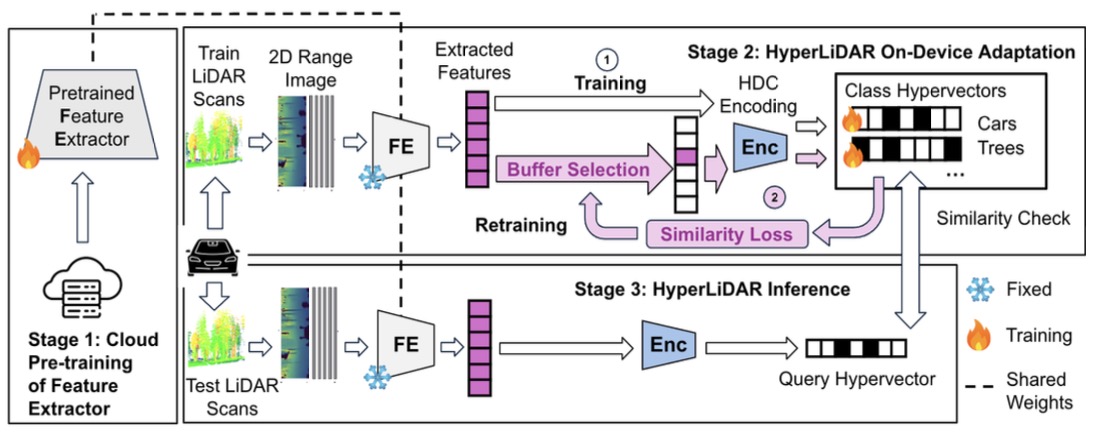 Pretrained
Feature
Extractor
Stage 1: Cloud
Pre-training
of Feature
Extractor
Train
LiDAR
Scans
2D Range
Image
FE
Extracted
Features
1
Training
Buffer Selection
Retraining
Similarity Loss
2
HDC
Encoding
Enc
Stage 2: HyperLiDAR On-Device Adaptation
Class Hypervectors
Cars
Trees
...
Similarity Check
Stage 3: HyperLiDAR Inference
Test LiDAR
Scans
FE
Enc
Query Hypervector
Fixed
Training
Shared
Weights